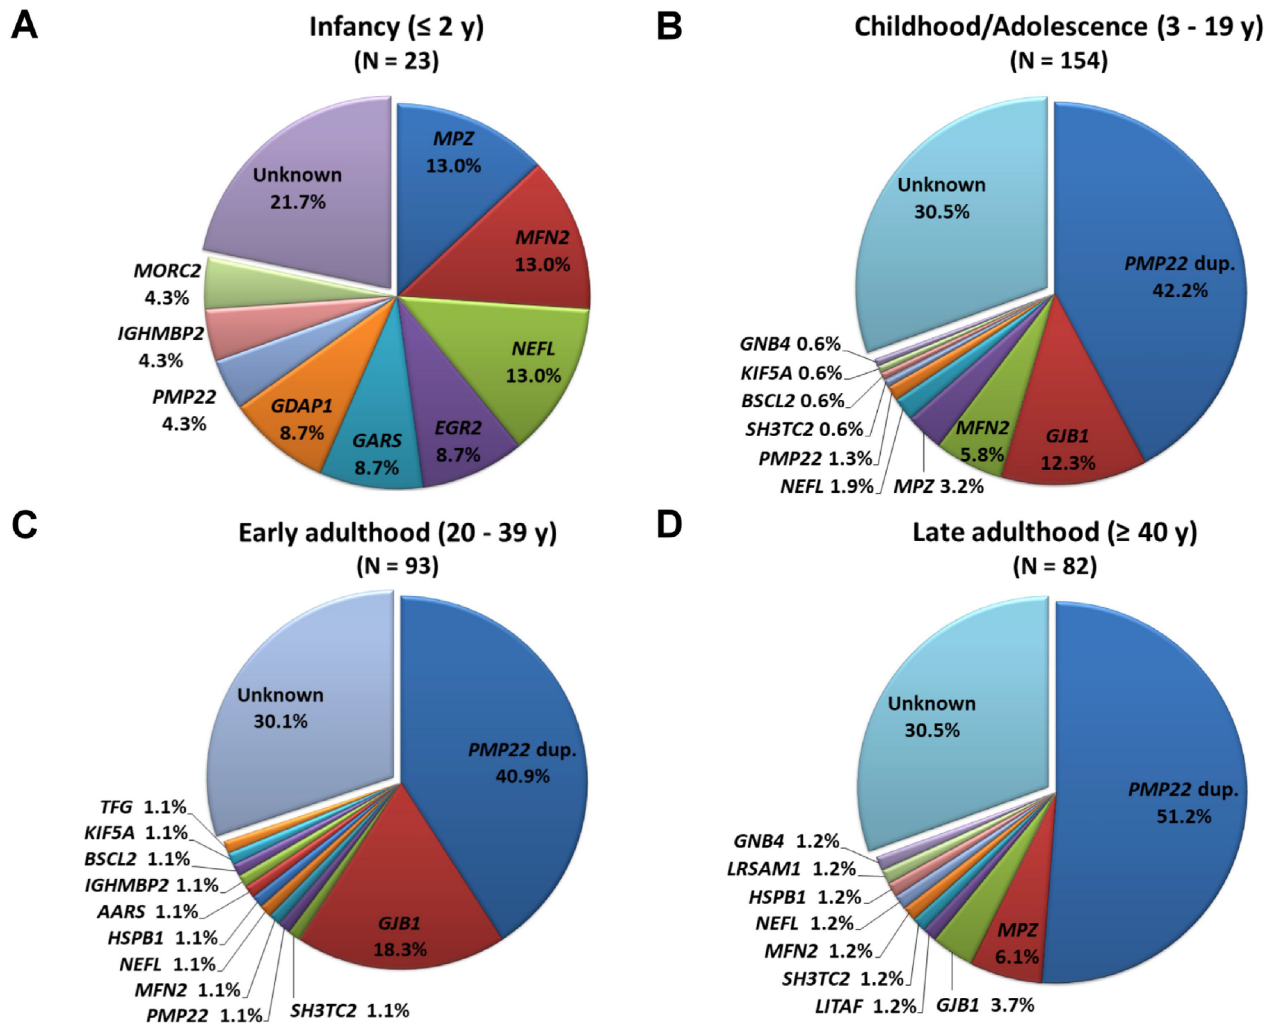 A
Infancy (≤ 2 y)
(N = 23)
MPZ
13.0%
MFN2
13.0%
NEFL
13.0%
EGR2
8.7%
GARS
8.7%
GDAP1
8.7%
PMP22
4.3%
IGHMBP2
4.3%
MORC2
4.3%
Unknown
21.7%
B
Childhood/Adolescence (3 - 19 y)
(N = 154)
PMP22 dup.
42.2%
GJB1
12.3%
MFN2
5.8%
MPZ 3.2%
NEFL 1.9%
PMP22 1.3%
SH3TC2 0.6%
BSCL2 0.6%
KIF5A 0.6%
GNB4 0.6%
Unknown
30.5%
C
Early adulthood (20 - 39 y)
(N = 93)
PMP22 dup.
40.9%
GJB1
18.3%
SH3TC2 1.1%
PMP22 1.1%
MFN2 1.1%
NEFL 1.1%
HSPB1 1.1%
AARS 1.1%
IGHMBP2 1.1%
BSCL2 1.1%
KIF5A 1.1%
TFG 1.1%
Unknown
30.1%
D
Late adulthood (≥ 40 y)
(N = 82)
PMP22 dup.
51.2%
MPZ
6.1%
GJB1 3.7%
LITAF 1.2%
SH3TC2 1.2%
MFN2 1.2%
NEFL 1.2%
HSPB1 1.2%
LRSAM1 1.2%
GNB4 1.2%
Unknown
30.5%